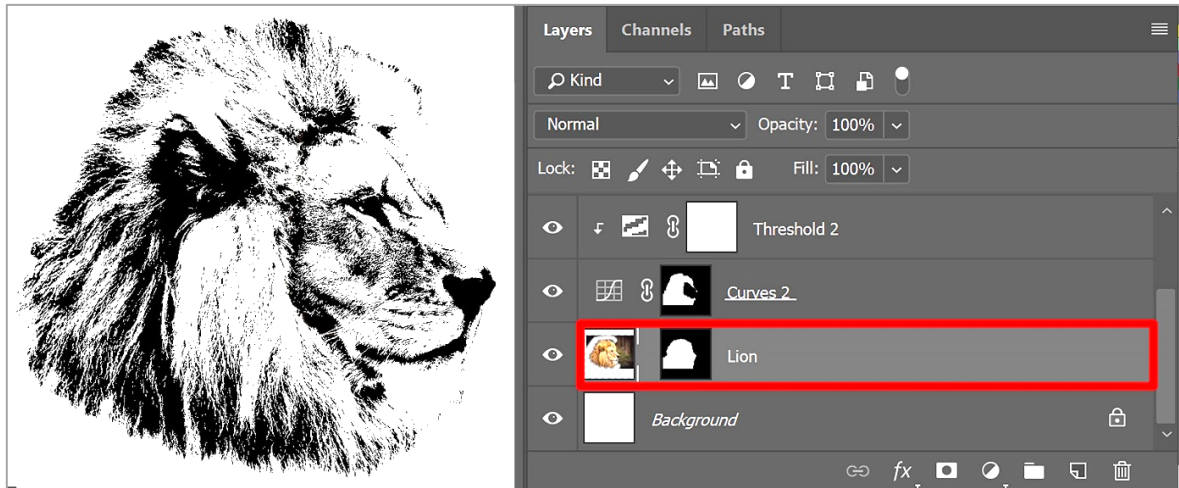 Layers Channels Paths
Kind
Normal Opacity: 100%
Lock: Fill: 100%
Threshold 2
Curves 2
Lion
Background
fx